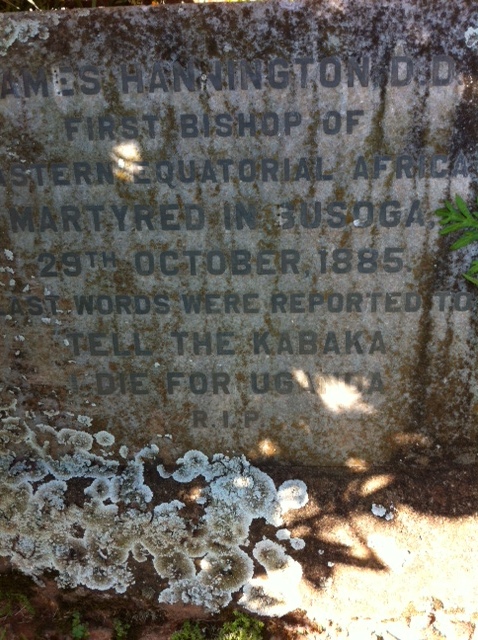 AMES HANNINGTON D.D
FIRST BISHOP OF
ASTERN EQUATORIAL AFRICA
MARTYRED IN BUSOGA.
29TH OCTOBER, 1885.
LAST WORDS WERE REPORTED TO
TELL THE KABAKA
I DIE FOR UGANDA
R.I.P